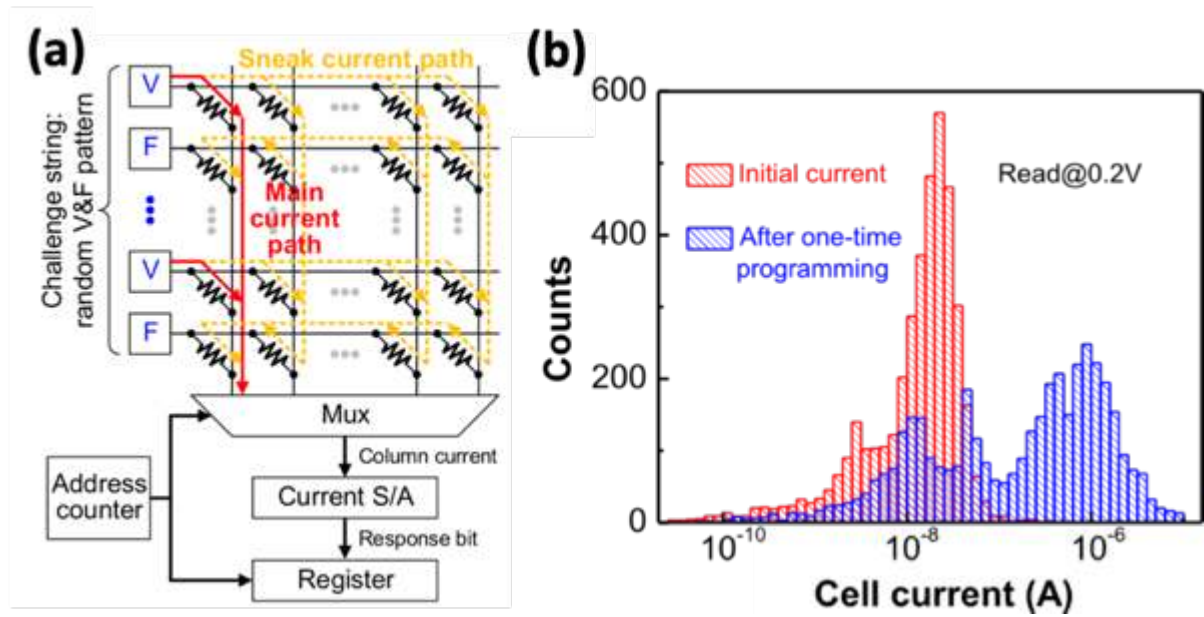 (a)
Sneak current path
Challenge string:
random V&F pattern
V
F
V
F
Main
current
path
Mux
Column current
Address
counter
Current S/A
Response bit
Register
(b)
600
400
200
0
Counts
Initial current
Read@0.2V
After one-time
programming
10⁻¹⁰
10⁻⁸
10⁻⁶
Cell current (A)